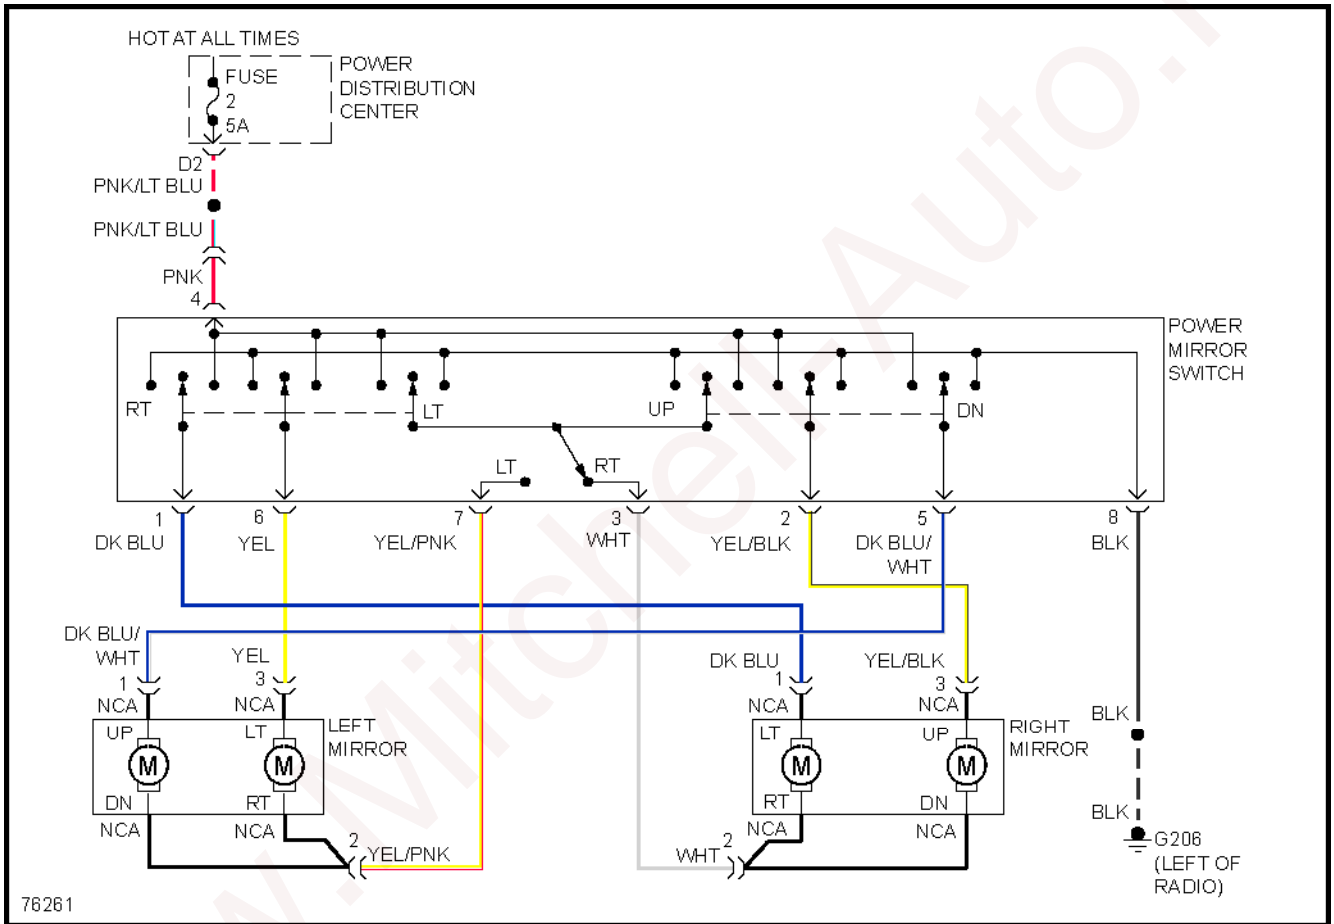 HOT AT ALL TIMES
FUSE
2
5A
POWER
DISTRIBUTION
CENTER
D2
PNK/LT BLU
PNK/LT BLU
PNK
4
POWER
MIRROR
SWITCH
RT
LT
UP
DN
LT
RT
1
6
7
3
2
5
8
DK BLU
YEL
YEL/PNK
WHT
YEL/BLK
DK BLU/
WHT
BLK
DK BLU/
WHT
YEL
DK BLU
YEL/BLK
1
3
1
3
NCA
NCA
NCA
NCA
BLK
UP
LT
LEFT
MIRROR
LT
UP
RIGHT
MIRROR
M
M
M
M
DN
RT
RT
DN
NCA
NCA
NCA
NCA
BLK
2
YEL/PNK
WHT
2
G206
(LEFT OF
RADIO)
76261
w.Mitchell-Auto.r